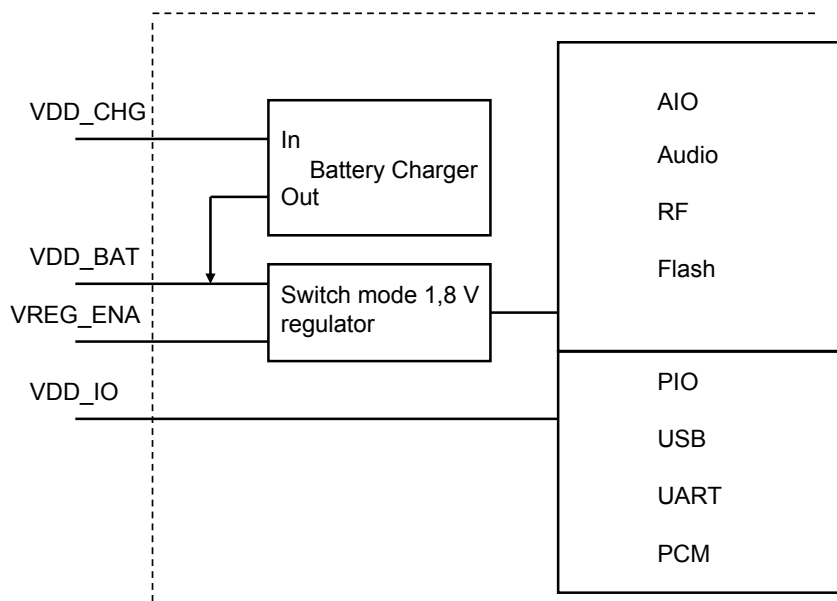 VDD_CHG
In
Battery Charger
Out
VDD_BAT
VREG_ENA
Switch mode 1,8 V
regulator
VDD_IO
AIO
Audio
RF
Flash
PIO
USB
UART
PCM